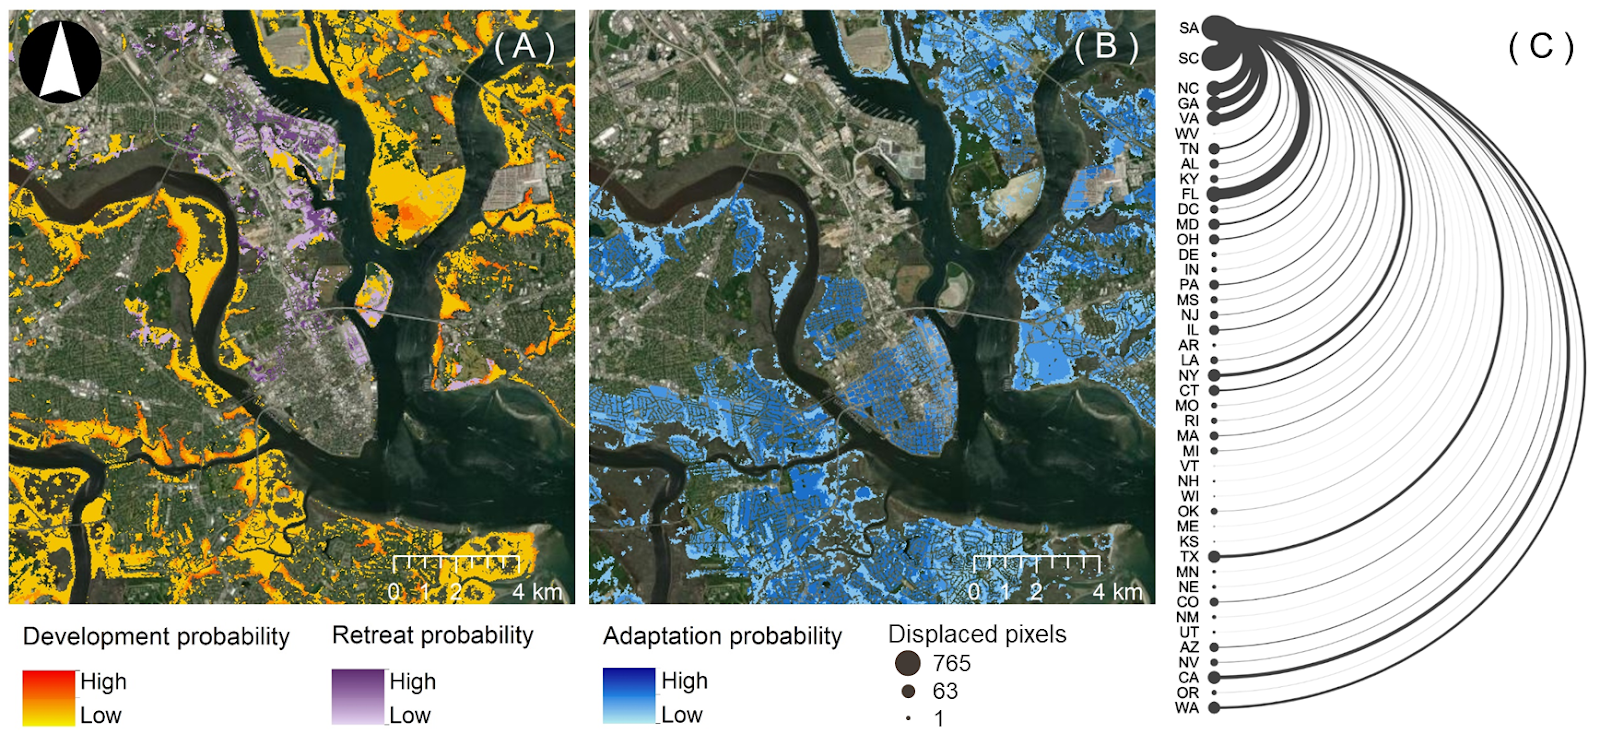 ( A )
0 1 2 4 km
( B )
0 1 2 4 km
( C )
SA
SC
NC
GA
VA
WV
TN
AL
KY
FL
DC
MD
OH
DE
IN
PA
MS
NJ
IL
AR
LA
NY
CT
MO
RI
MA
MI
VT
NH
WI
OK
ME
KS
TX
MN
NE
CO
NM
UT
AZ
NV
CA
OR
WA
Development probability
High
Low
Retreat probability
High
Low
Adaptation probability
High
Low
Displaced pixels
765
63
1